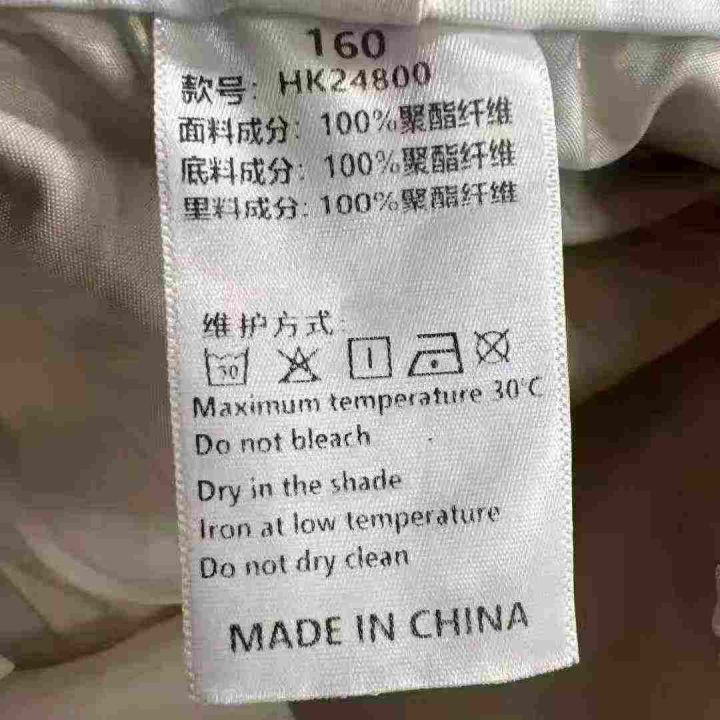 160
款号: HK24800
面料成分: 100%聚酯纤维
底料成分: 100%聚酯纤维
里料成分: 100%聚酯纤维
维护方式:
30
Maximum temperature 30°C
Do not bleach
Dry in the shade
Iron at low temperature
Do not dry clean
MADE IN CHINA